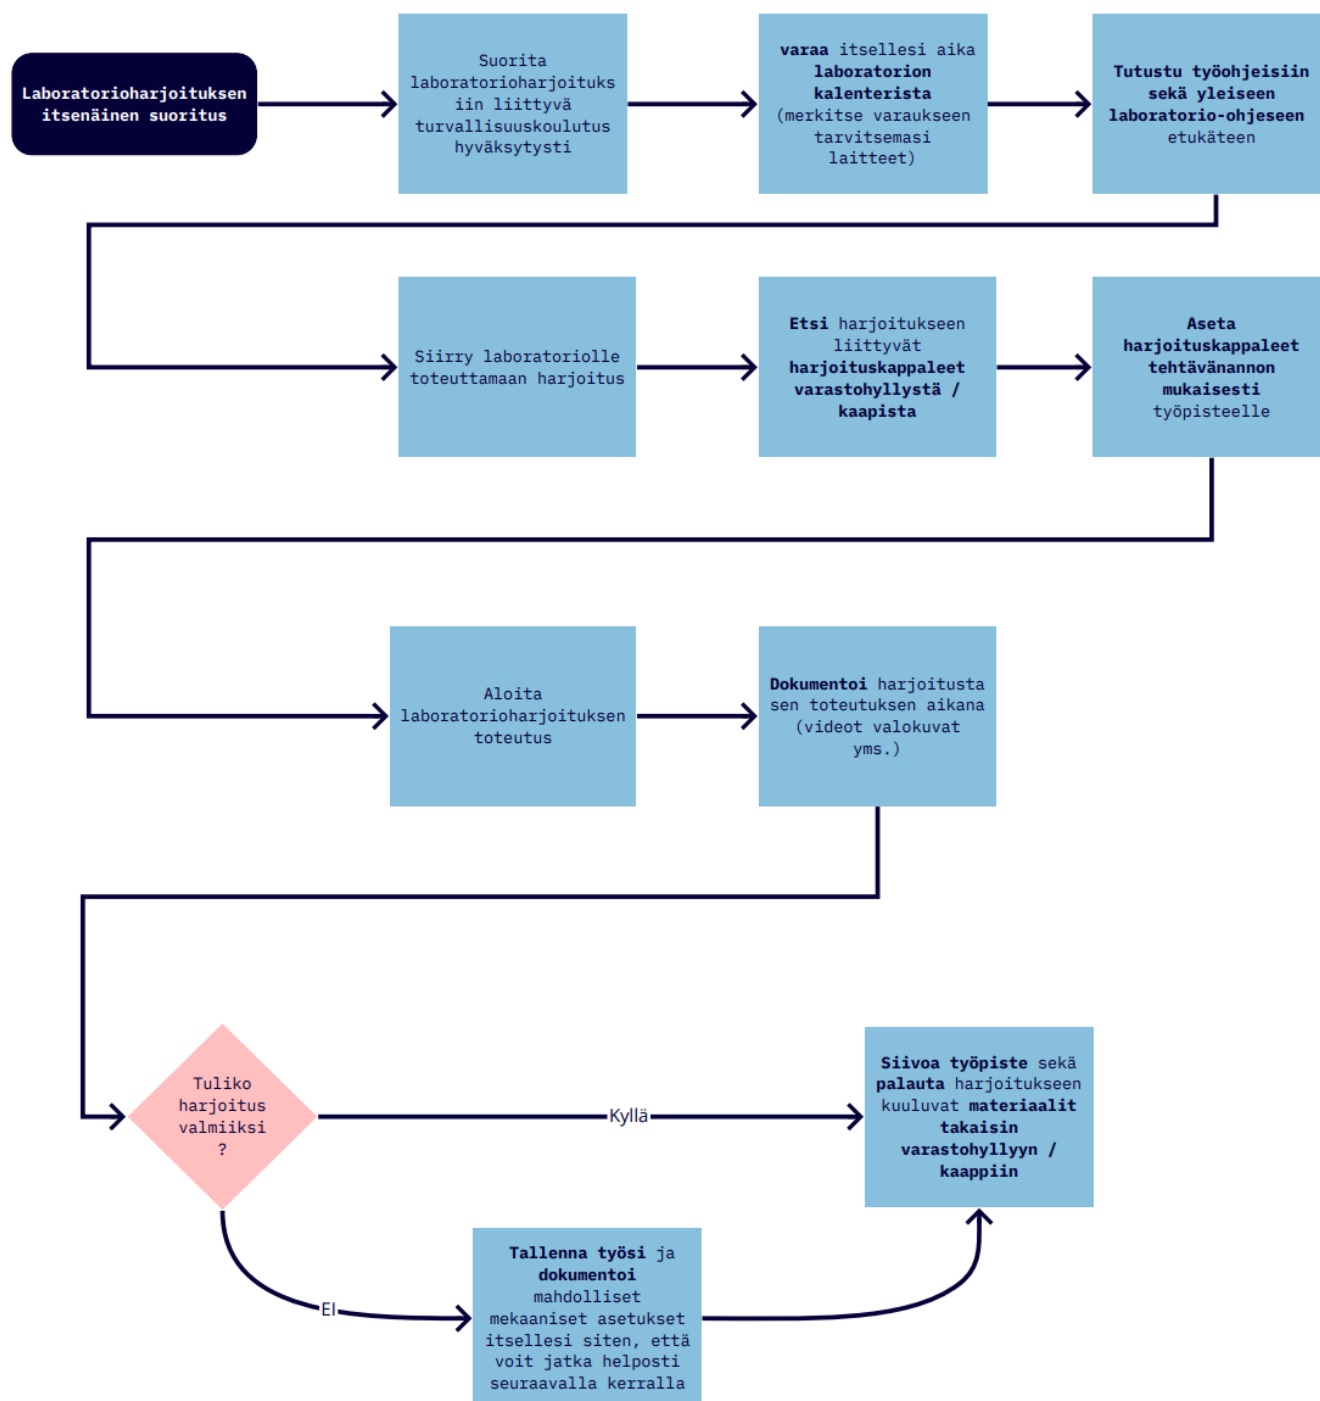 Laboratorioharjoituksen
itsenäinen suoritus
Suorita
laboratorioharjoituks
iin liittyvä
turvallisuuskoulutus
hyväksytysti
varaa itsellesi aika
laboratorion
kalenterista
(merkitse varaukseen
tarvitsemasi
laitteet)
Tutustu työohjeisiin
sekä yleiseen
laboratorio-ohjeseen
etukäteen
Siirry laboratoriolle
toteuttamaan harjoitus
Etsi harjoitukseen
liittyvät
harjoituskappaleet
varastohyllystä /
kaapista
Aseta
harjoituskappaleet
tehtävänannon
mukaisesti
työpisteelle
Aloita
laboratorioharjoituksen
toteutus
Dokumentoi harjoitusta
sen toteutuksen aikana
(videot valokuvat
yms.)
Tuliko
harjoitus
valmiiksi
?
Kyllä
Siivoa työpiste sekä
palauta harjoitukseen
kuuluvat materiaalit
takaisin
varastohyllyyn /
kaappiin
EI
Tallenna työsi ja
dokumentoi
mahdolliset
mekaaniset asetukset
itsellesi siten, että
voit jatka helposti
seuraavalla kerralla